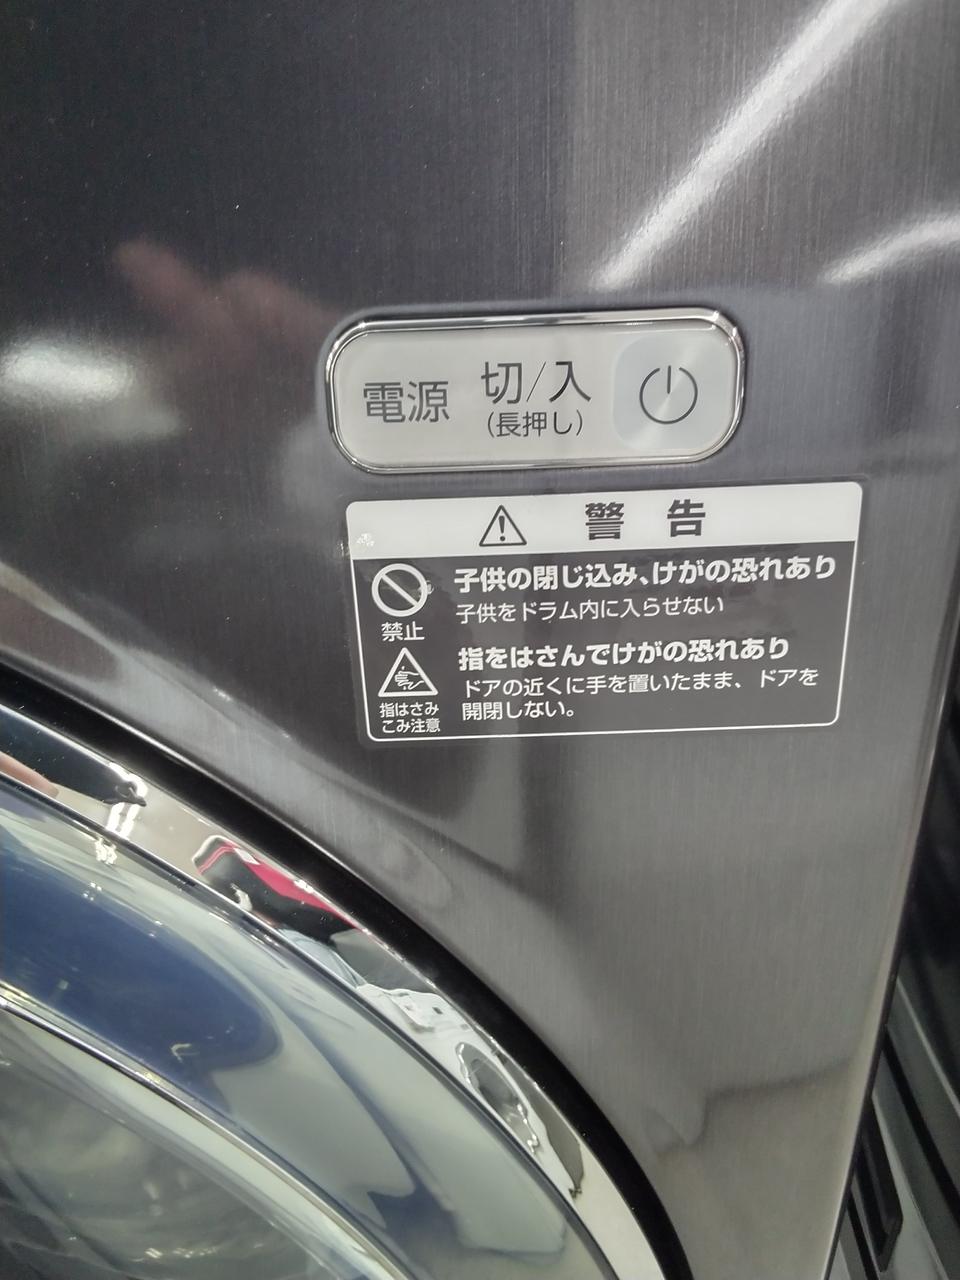 電源 切/入
(長押し)
警告
子供の閉じ込み、けがの恐れあり
子供をドラム内に入らせない
禁止
指をはさんでけがの恐れあり
ドアの近くに手を置いたまま、ドアを
開閉しない。
指はさみ
こみ注意